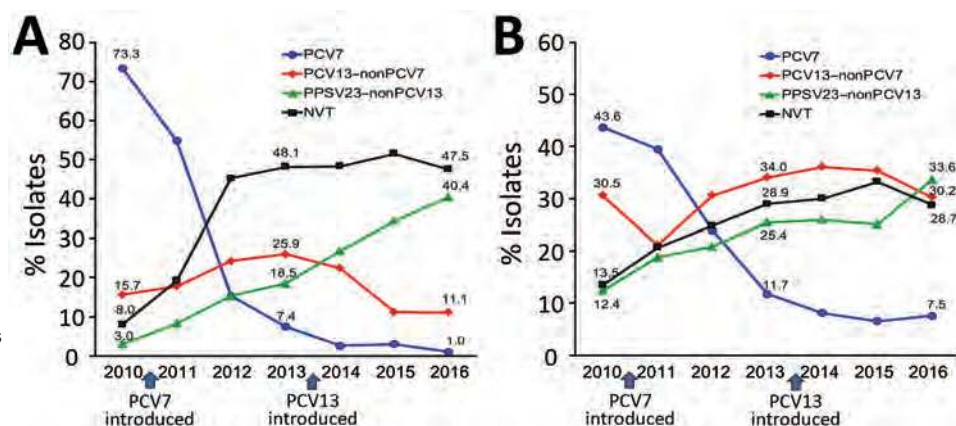 A
80
70
60
50
40
30
20
10
0
% Isolates
PCV7
PCV13–nonPCV7
PPSV23–nonPCV13
NVT
73.3
15.7
8.0
3.0
48.1
25.9
18.5
7.4
47.5
40.4
11.1
1.0
2010 2011 2012 2013 2014 2015 2016
PCV7
introduced
PCV13
introduced
B
60
50
40
30
20
10
0
% Isolates
PCV7
PCV13–nonPCV7
PPSV23–nonPCV13
NVT
43.6
30.5
13.5
12.4
34.0
28.9
25.4
11.7
33.6
30.2
28.7
7.5
2010 2011 2012 2013 2014 2015 2016
PCV7
introduced
PCV13
introduced